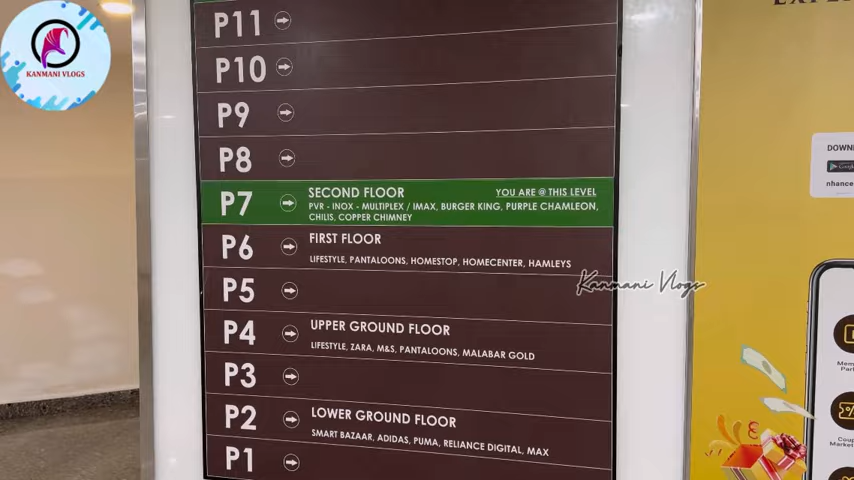 KANMANI VLOGS
P11
P10
P9
P8
P7 SECOND FLOOR YOU ARE @ THIS LEVEL
PVR - INOX - MULTIPLEX / IMAX, BURGER KING, PURPLE CHAMLEON,
CHILIS, COPPER CHIMNEY
P6 FIRST FLOOR
LIFESTYLE, PANTALOONS, HOMESTOP, HOMECENTER, HAMLEYS
Kanmani Vlogs
P5
P4 UPPER GROUND FLOOR
LIFESTYLE, ZARA, M&S, PANTALOONS, MALABAR GOLD
P3
P2 LOWER GROUND FLOOR
SMART BAZAAR, ADIDAS, PUMA, RELIANCE DIGITAL, MAX
P1